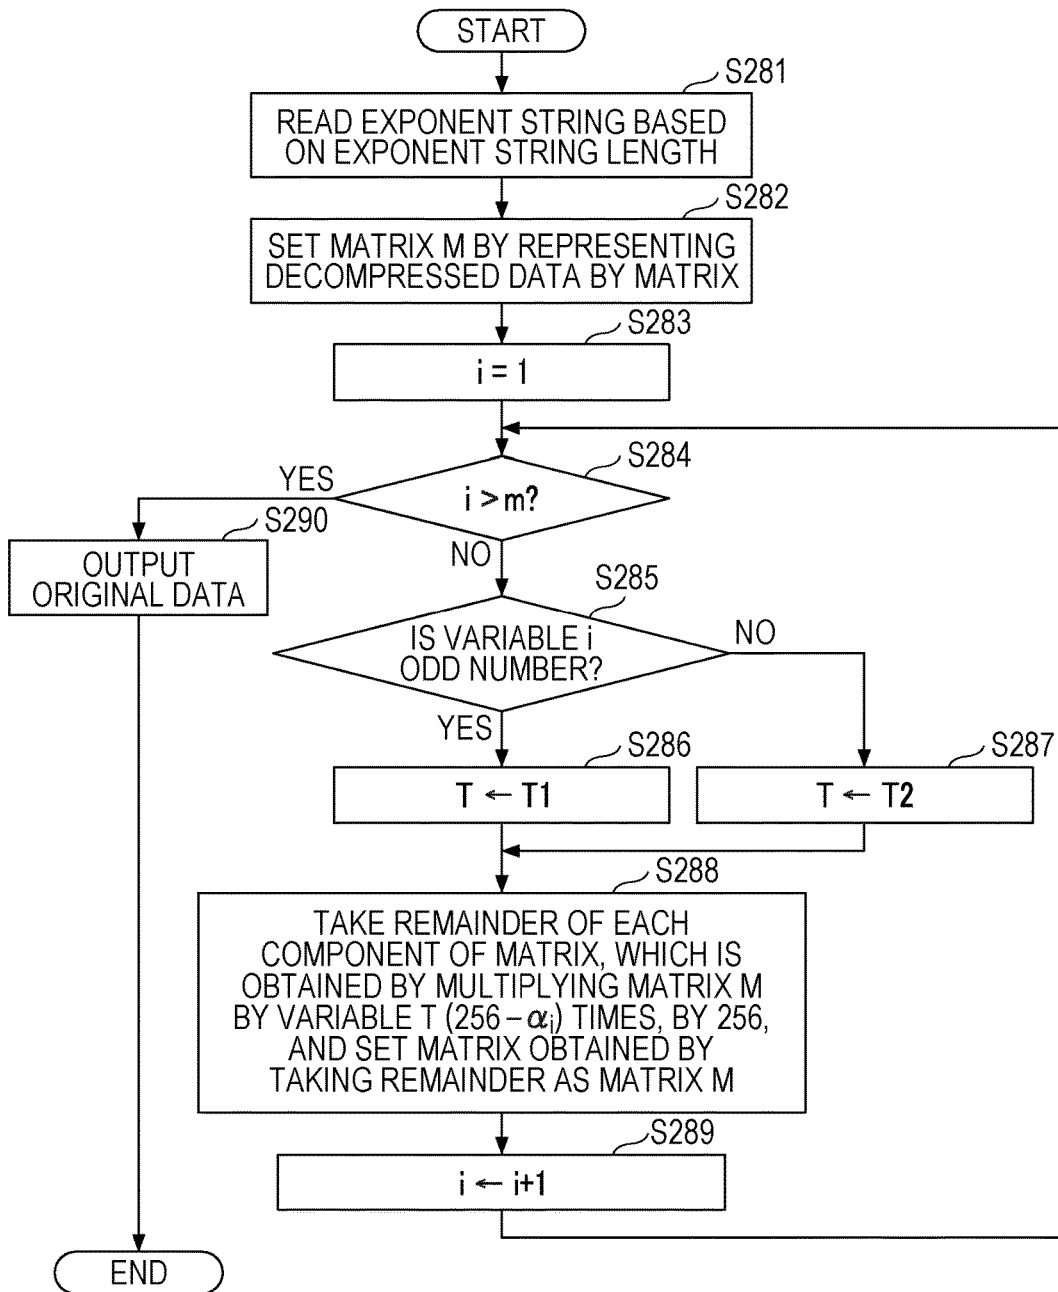 START
S281
READ EXPONENT STRING BASED
ON EXPONENT STRING LENGTH
S282
SET MATRIX M BY REPRESENTING
DECOMPRESSED DATA BY MATRIX
S283
i = 1
S284
YES
i > m?
S290
OUTPUT
ORIGINAL DATA
NO
S285
IS VARIABLE i
ODD NUMBER?
NO
YES
S286
T ← T1
S287
T ← T2
S288
TAKE REMAINDER OF EACH
COMPONENT OF MATRIX, WHICH IS
OBTAINED BY MULTIPLYING MATRIX M
BY VARIABLE T (256 – αi) TIMES, BY 256,
AND SET MATRIX OBTAINED BY
TAKING REMAINDER AS MATRIX M
S289
i ← i+1
END